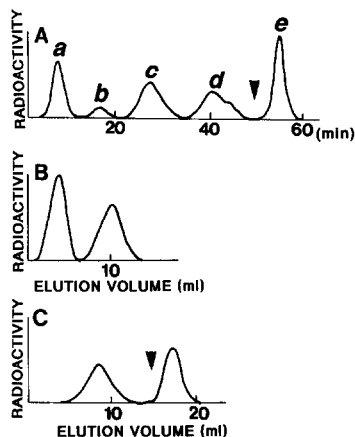 A
a
b
c
d
e
RADIOACTIVITY
20
40
60
(min)
B
RADIOACTIVITY
10
ELUTION VOLUME (ml)
C
RADIOACTIVITY
10
20
ELUTION VOLUME (ml)